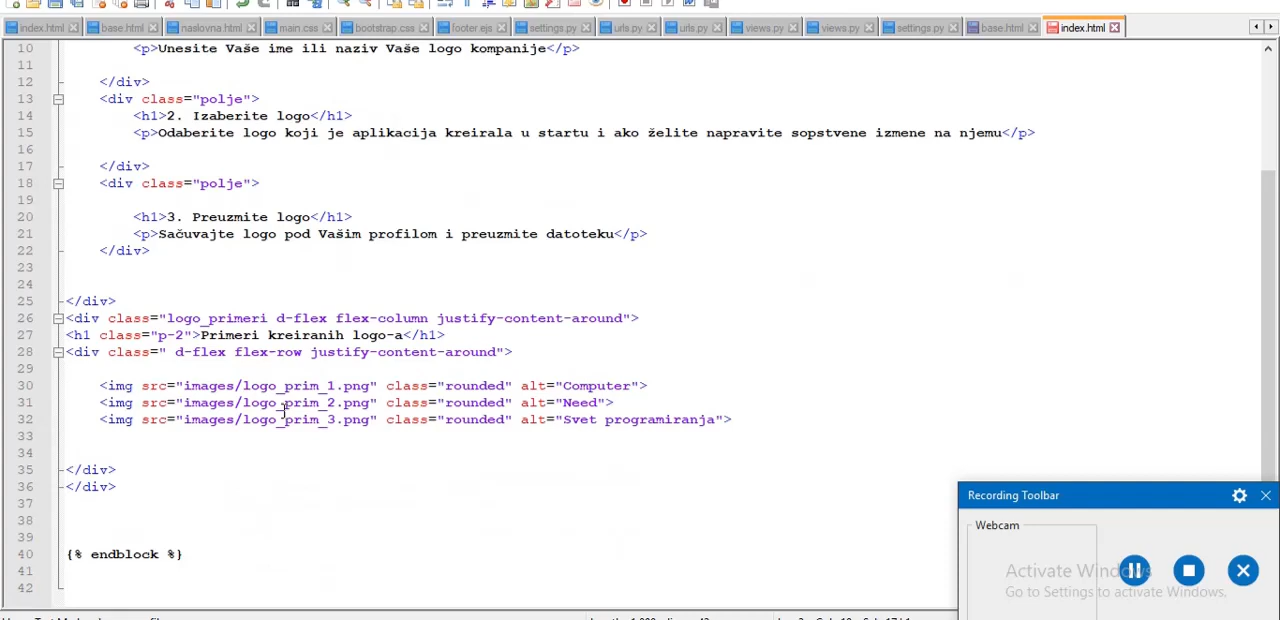 index.html base.html naslovna.html main.css bootstrap.css footer.ejs settings.py urls.py urls.py views.py views.py settings.py base.html index.html
10 <p>Unesite Vaše ime ili naziv Vaše logo kompanije</p>
11
12 </div>
13 <div class="polje">
14 <h1>2. Izaberite logo</h1>
15 <p>Odaberite logo koji je aplikacija kreirala u startu i ako želite napravite sopstvene izmene na njemu</p>
16
17 </div>
18 <div class="polje">
19
20 <h1>3. Preuzmite logo</h1>
21 <p>Sačuvajte logo pod Vašim profilom i preuzmite datoteku</p>
22 </div>
23
24
25 </div>
26 <div class="logo_primeri d-flex flex-column justify-content-around">
27 <h1 class="p-2">Primeri kreiranih logo-a</h1>
28 <div class=" d-flex flex-row justify-content-around">
29
30 <img src="images/logo_prim_1.png" class="rounded" alt="Computer">
31 <img src="images/logo_prim_2.png" class="rounded" alt="Need">
32 <img src="images/logo_prim_3.png" class="rounded" alt="Svet programiranja">
33
34
35 </div>
36 </div>
37
38
39
40 {% endblock %}
41
42
Recording Toolbar
Webcam
Activate Windows
Go to Settings to activate Windows.